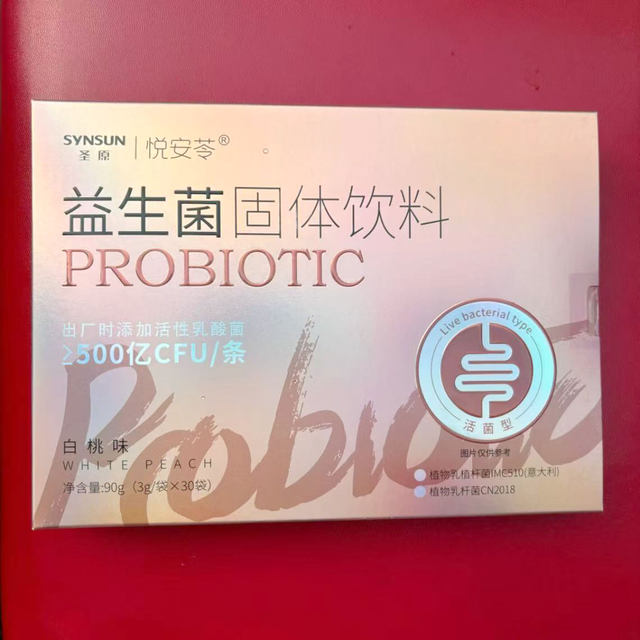 SYNSUN
圣原
悦安苓®
益生菌固体饮料
PROBIOTIC
出厂时添加活性乳酸菌
≥500亿CFU/条
Probiotic
Live bacterial type
活菌型
图片仅供参考
白桃味
WHITE PEACH
净含量:90g（3g/袋×30袋）
植物乳植杆菌IMC510(意大利)
植物乳杆菌CN2018